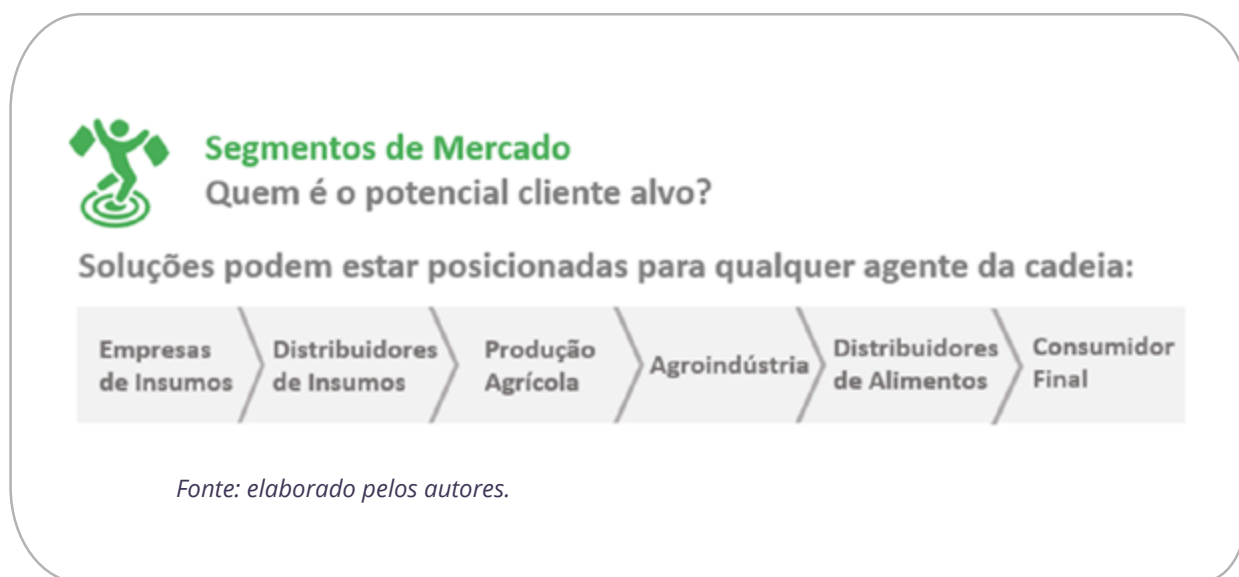 Segmentos de Mercado
Quem é o potencial cliente alvo?
Soluções podem estar posicionadas para qualquer agente da cadeia:
Empresas
de Insumos
Distribuidores
de Insumos
Produção
Agrícola
Agroindústria
Distribuidores
de Alimentos
Consumidor
Final
Fonte: elaborado pelos autores.